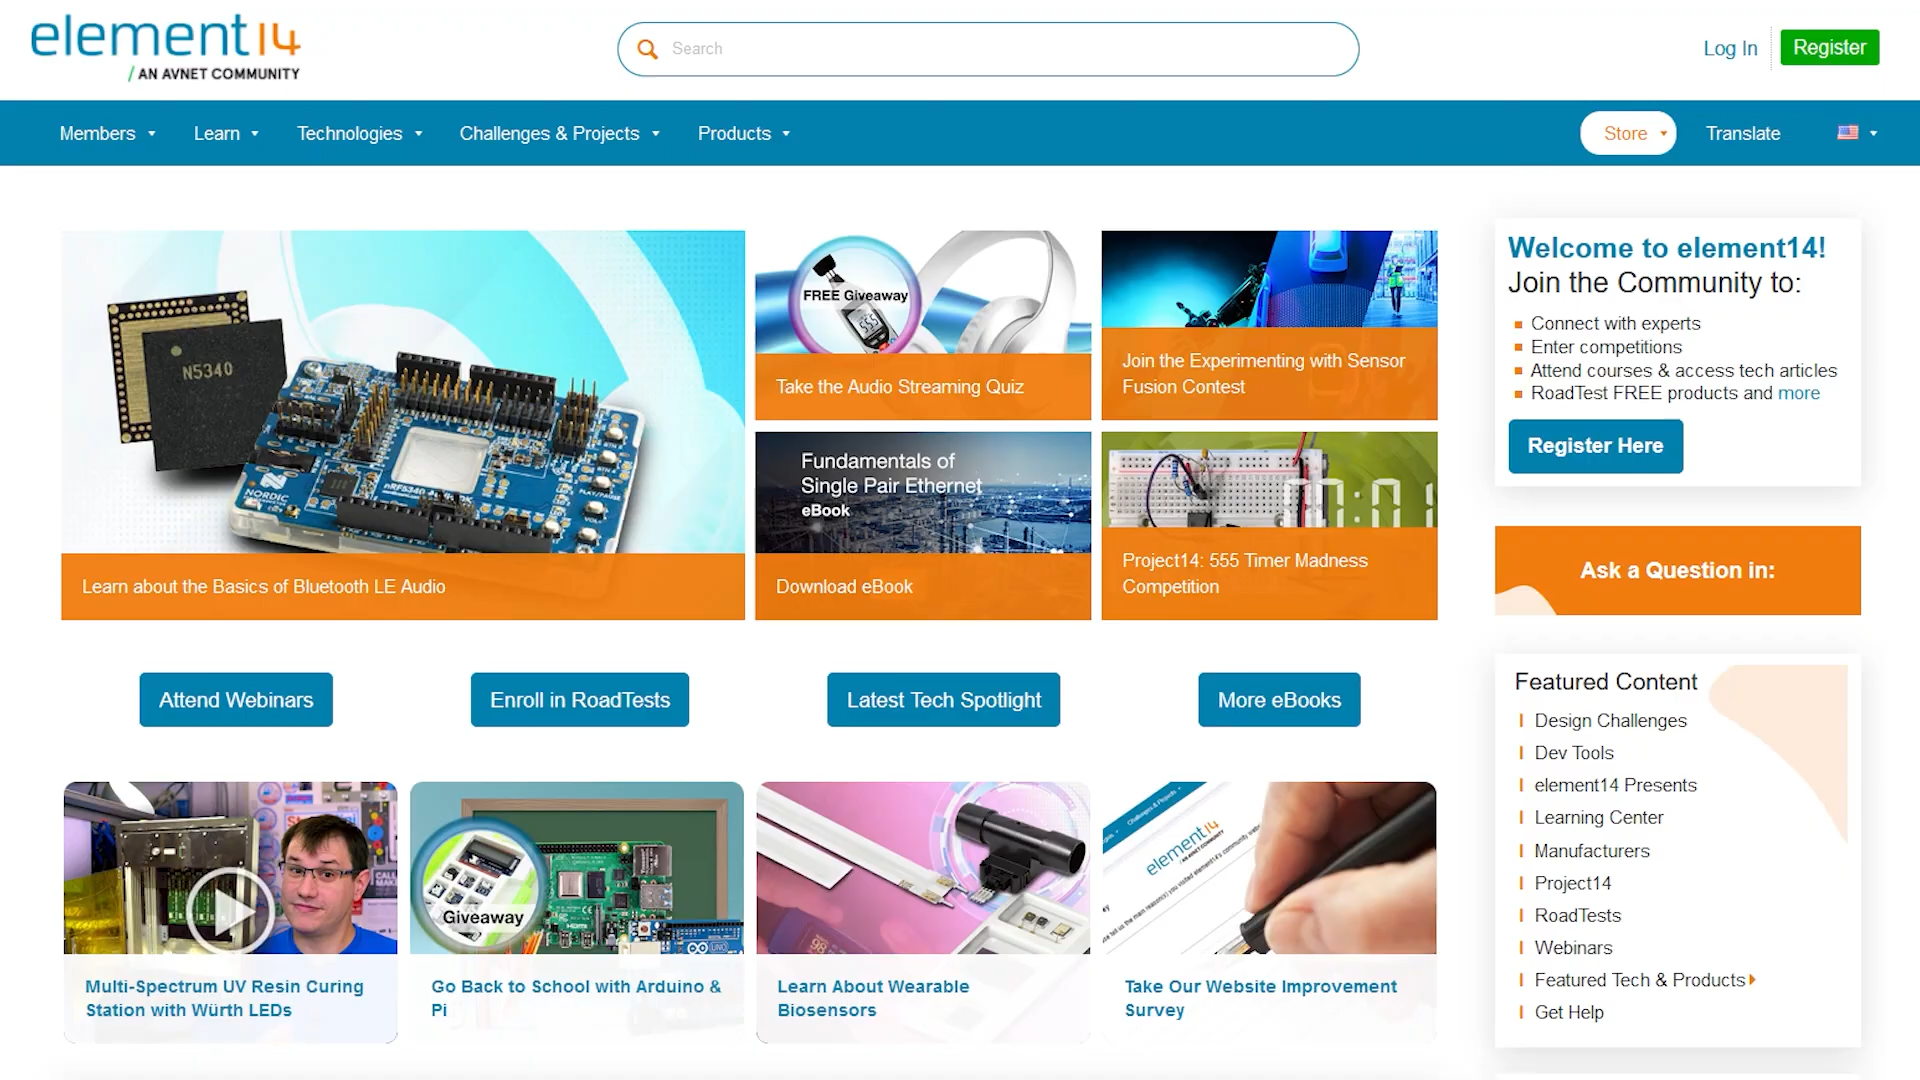 element14
/ AN AVNET COMMUNITY
Search
Log In
Register
Members
Learn
Technologies
Challenges & Projects
Products
Store
Translate
N5340
NORDIC
Learn about the Basics of Bluetooth LE Audio
FREE Giveaway
Take the Audio Streaming Quiz
Join the Experimenting with Sensor
Fusion Contest
Fundamentals of
Single Pair Ethernet
eBook
Download eBook
Project14: 555 Timer Madness
Competition
Welcome to element14!
Join the Community to:
Connect with experts
Enter competitions
Attend courses & access tech articles
RoadTest FREE products and more
Register Here
Ask a Question in:
Attend Webinars
Enroll in RoadTests
Latest Tech Spotlight
More eBooks
Giveaway
element14
Multi-Spectrum UV Resin Curing
Station with Würth LEDs
Go Back to School with Arduino &
Pi
Learn About Wearable
Biosensors
Take Our Website Improvement
Survey
Featured Content
Design Challenges
Dev Tools
element14 Presents
Learning Center
Manufacturers
Project14
RoadTests
Webinars
Featured Tech & Products
Get Help